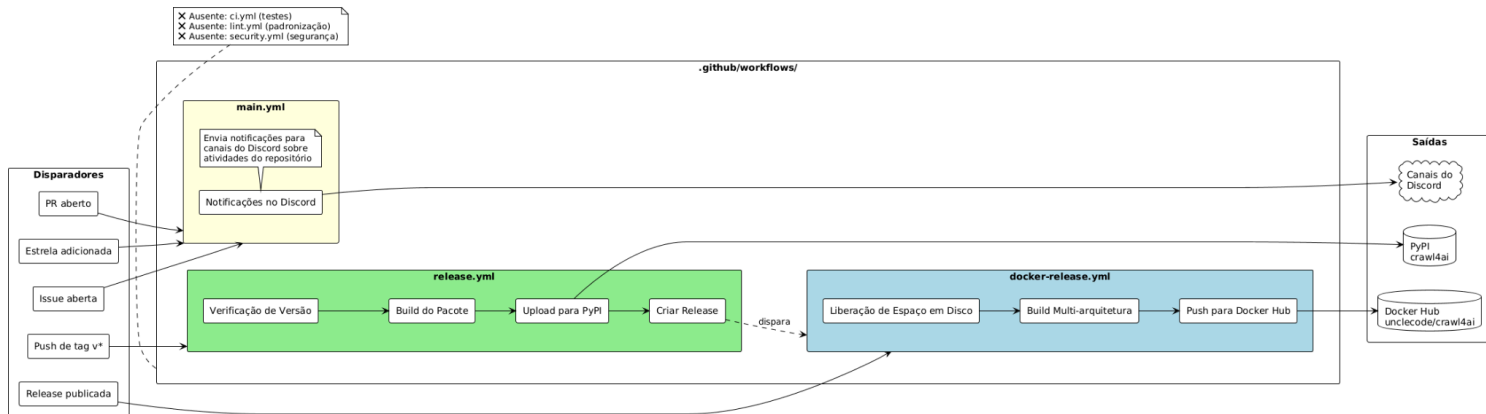 ❌ Ausente: ci.yml (testes)
❌ Ausente: lint.yml (padronização)
❌ Ausente: security.yml (segurança)
.github/workflows/
main.yml
Envia notificações para
canais do Discord sobre
atividades do repositório
Notificações no Discord
Disparadores
PR aberto
Estrela adicionada
Issue aberta
Push de tag v*
Release publicada
release.yml
Verificação de Versão
Build do Pacote
Upload para PyPI
Criar Release
dispara
docker-release.yml
Liberação de Espaço em Disco
Build Multi-arquitetura
Push para Docker Hub
Saídas
Canais do
Discord
PyPI
crawl4ai
Docker Hub
unclecode/crawl4ai